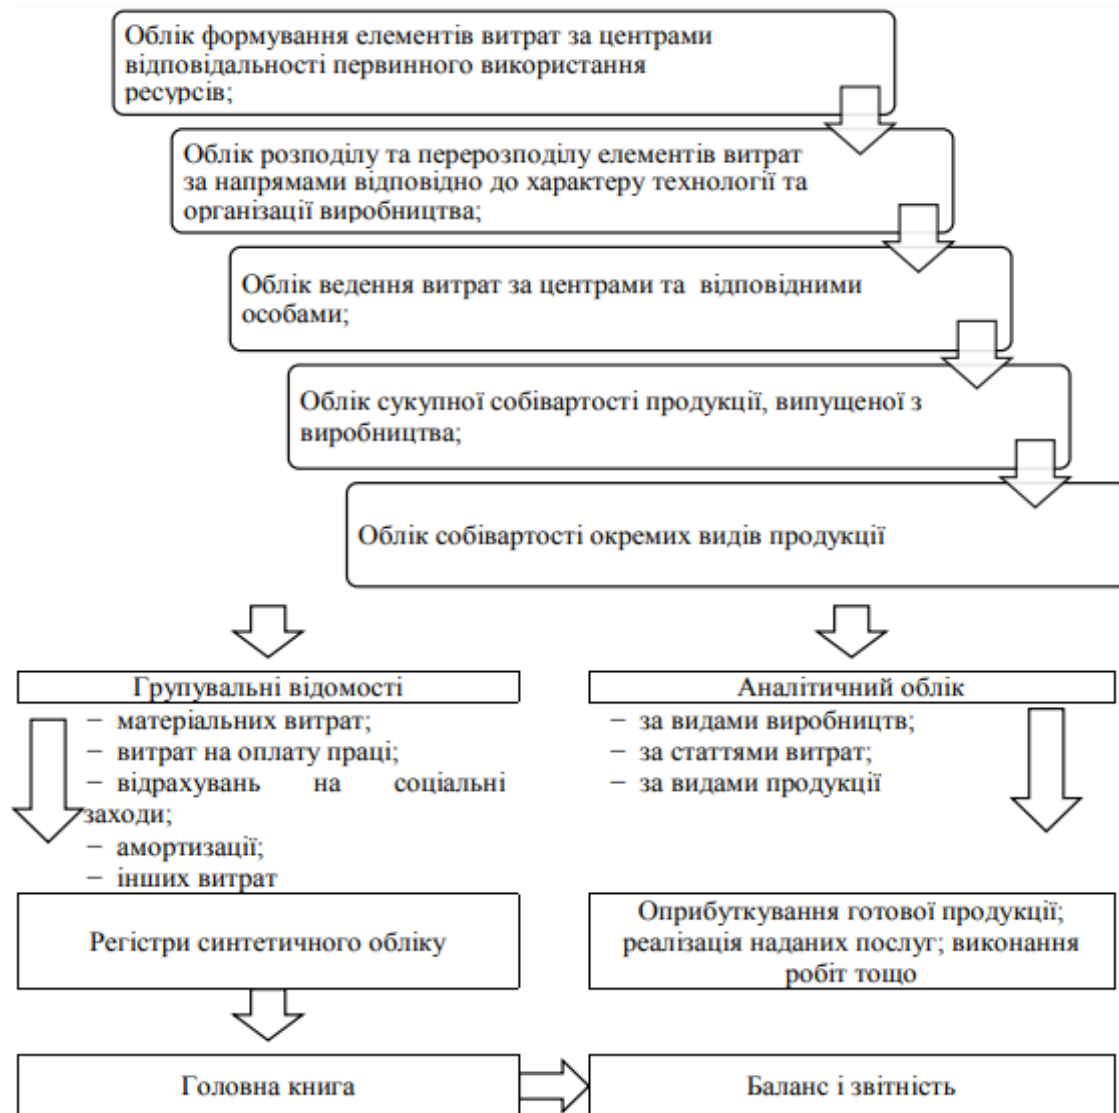 Облік формування елементів витрат за центрами
відповідальності первинного використання
ресурсів;
Облік розподілу та перерозподілу елементів витрат
за напрямами відповідно до характеру технології та
організації виробництва;
Облік ведення витрат за центрами та відповідними
особами;
Облік сукупної собівартості продукції, випущеної з
виробництва;
Облік собівартості окремих видів продукції
Групувальні відомості
− матеріальних витрат;
− витрат на оплату праці;
− відрахувань на соціальні
заходи;
− амортизації;
− інших витрат
Аналітичний облік
− за видами виробництв;
− за статтями витрат;
− за видами продукції
Регістри синтетичного обліку
Оприбуткування готової продукції;
реалізація наданих послуг; виконання
робіт тощо
Головна книга
Баланс і звітність